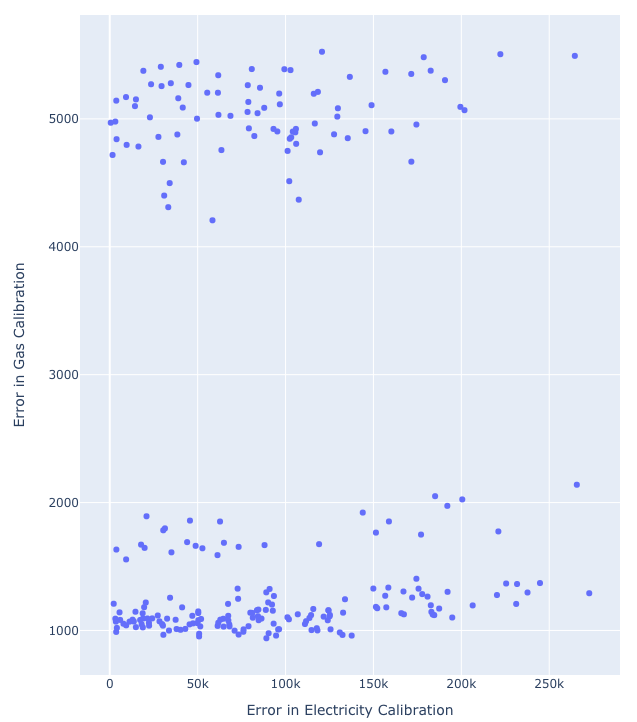 5000
4000
3000
2000
1000
Error in Gas Calibration
0
50k
100k
150k
200k
250k
Error in Electricity Calibration